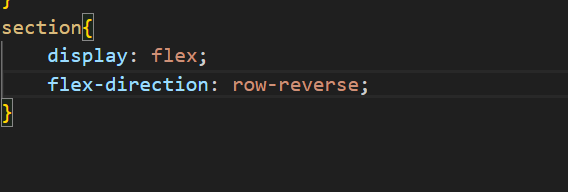 }
section{
    display: flex;
    flex-direction: row-reverse;
}